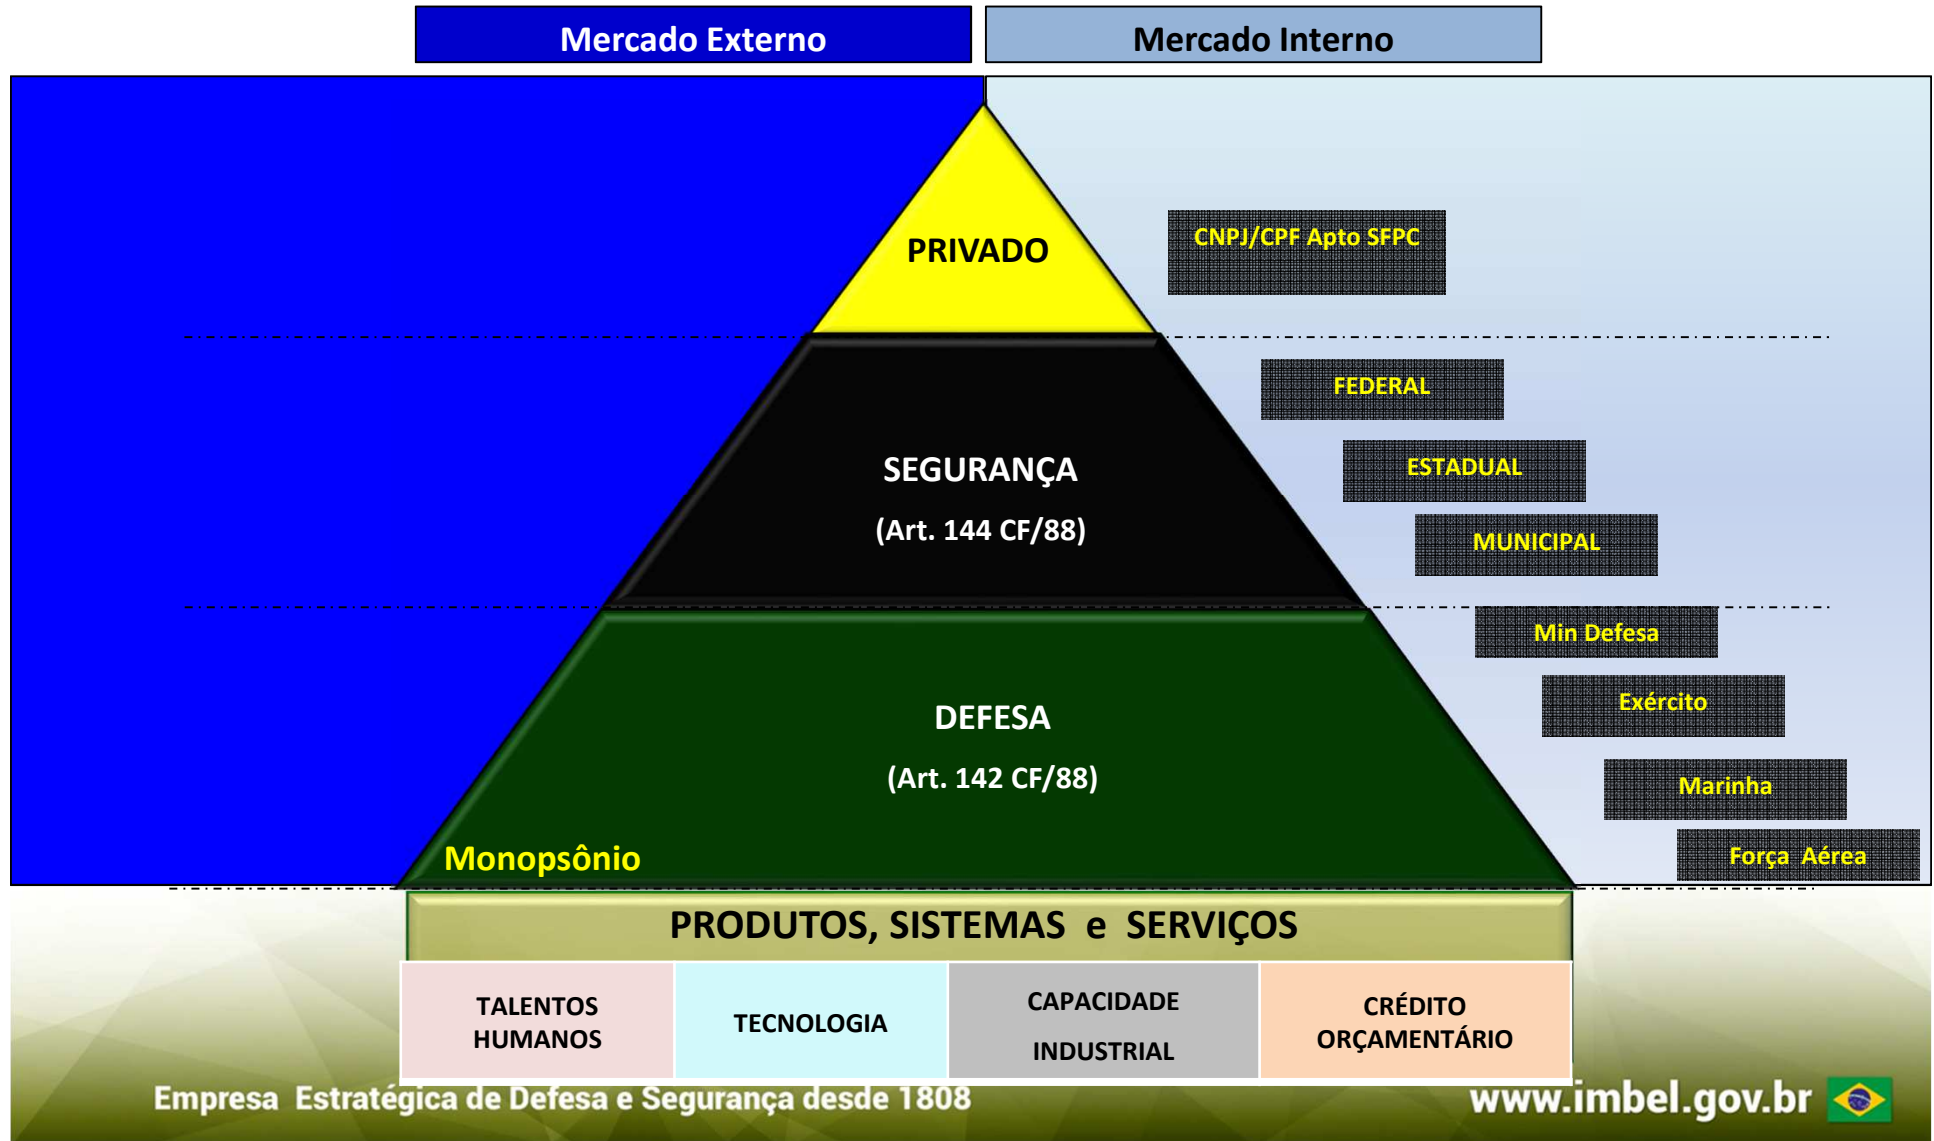 Mercado Externo
Mercado Interno
PRIVADO
CNPJ/CPF Apto SFPC
SEGURANÇA
(Art. 144 CF/88)
FEDERAL
ESTADUAL
MUNICIPAL
DEFESA
(Art. 142 CF/88)
Monopsônio
Min Defesa
Exército
Marinha
Força Aérea
PRODUTOS, SISTEMAS e SERVIÇOS
TALENTOS
HUMANOS
TECNOLOGIA
CAPACIDADE
INDUSTRIAL
CRÉDITO
ORÇAMENTÁRIO
Empresa Estratégica de Defesa e Segurança desde 1808
www.imbel.gov.br